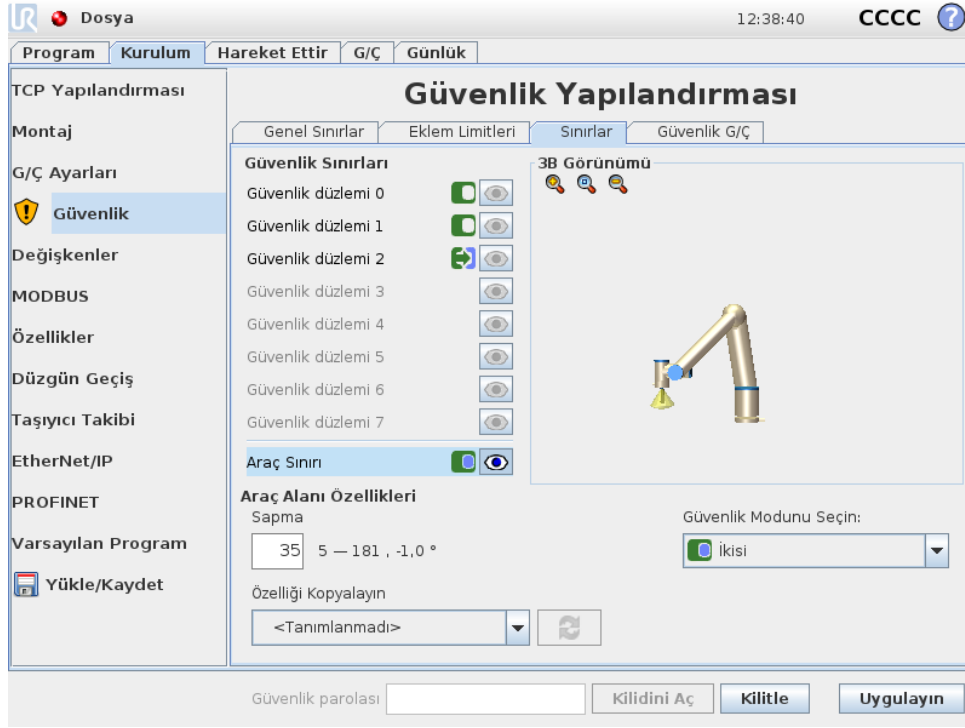 UR Dosya 12:38:40 CCCC ?
Program Kurulum Hareket Ettir G/Ç Günlük
TCP Yapılandırması
Montaj
G/Ç Ayarları
Güvenlik
Değişkenler
MODBUS
Özellikler
Düzgün Geçiş
Taşıyıcı Takibi
EtherNet/IP
PROFINET
Varsayılan Program
Yükle/Kaydet
Güvenlik Yapılandırması
Genel Sınırlar Eklem Limitleri Sınırlar Güvenlik G/Ç
Güvenlik Sınırları
Güvenlik düzlemi 0
Güvenlik düzlemi 1
Güvenlik düzlemi 2
Güvenlik düzlemi 3
Güvenlik düzlemi 4
Güvenlik düzlemi 5
Güvenlik düzlemi 6
Güvenlik düzlemi 7
Araç Sınırı
3B Görünümü
Araç Alanı Özellikleri
Sapma
35 5 — 181 , -1,0 °
Güvenlik Modunu Seçin:
İkisi
Özelliği Kopyalayın
<Tanımlanmadı>
Güvenlik parolası Kilidini Aç Kilitle Uygulayın